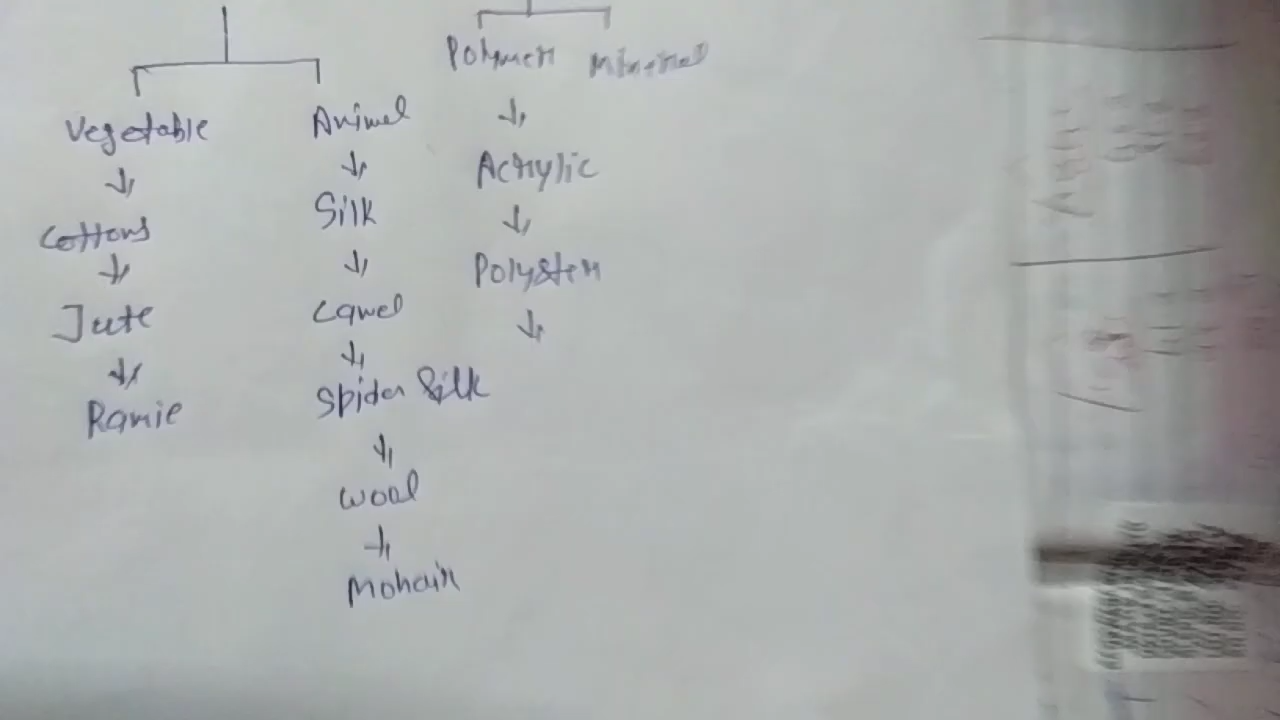 Polymer Mineral
Vegetable Animal
Acrylic
Cottons Silk
Polyster
Jute Camel
Ramie Spider Silk
Wool
Mohair